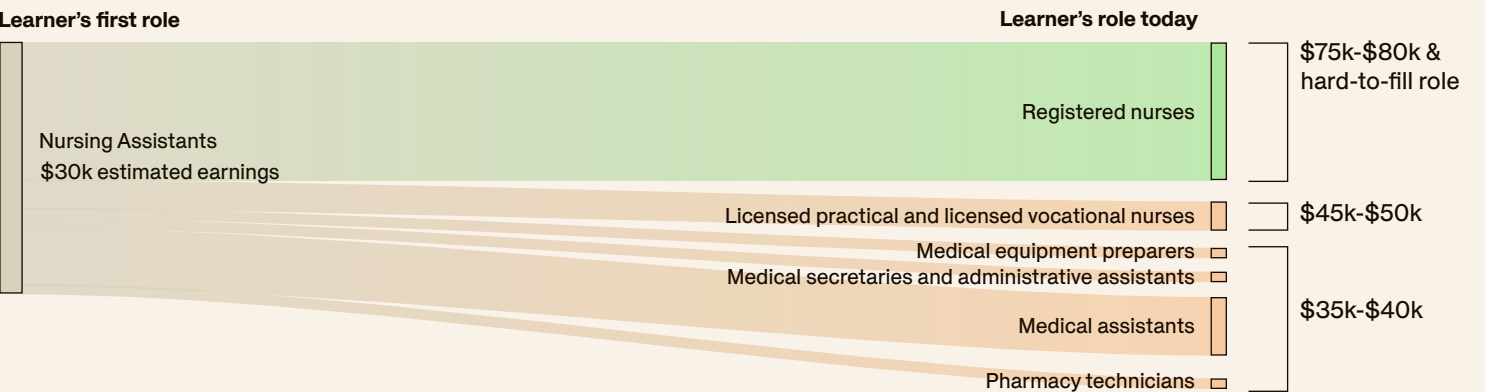 Learner’s first role
Learner’s role today
Nursing Assistants
$30k estimated earnings
Registered nurses
$75k-$80k &
hard-to-fill role
Licensed practical and licensed vocational nurses
$45k-$50k
Medical equipment preparers
Medical secretaries and administrative assistants
Medical assistants
Pharmacy technicians
$35k-$40k